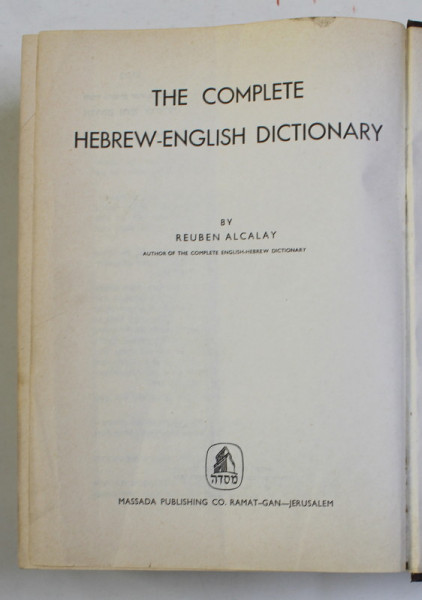 THE COMPLETE
HEBREW-ENGLISH DICTIONARY
BY
REUBEN ALCALAY
AUTHOR OF THE COMPLETE ENGLISH-HEBREW DICTIONARY
מסדה
MASSADA PUBLISHING CO. RAMAT-GAN—JERUSALEM